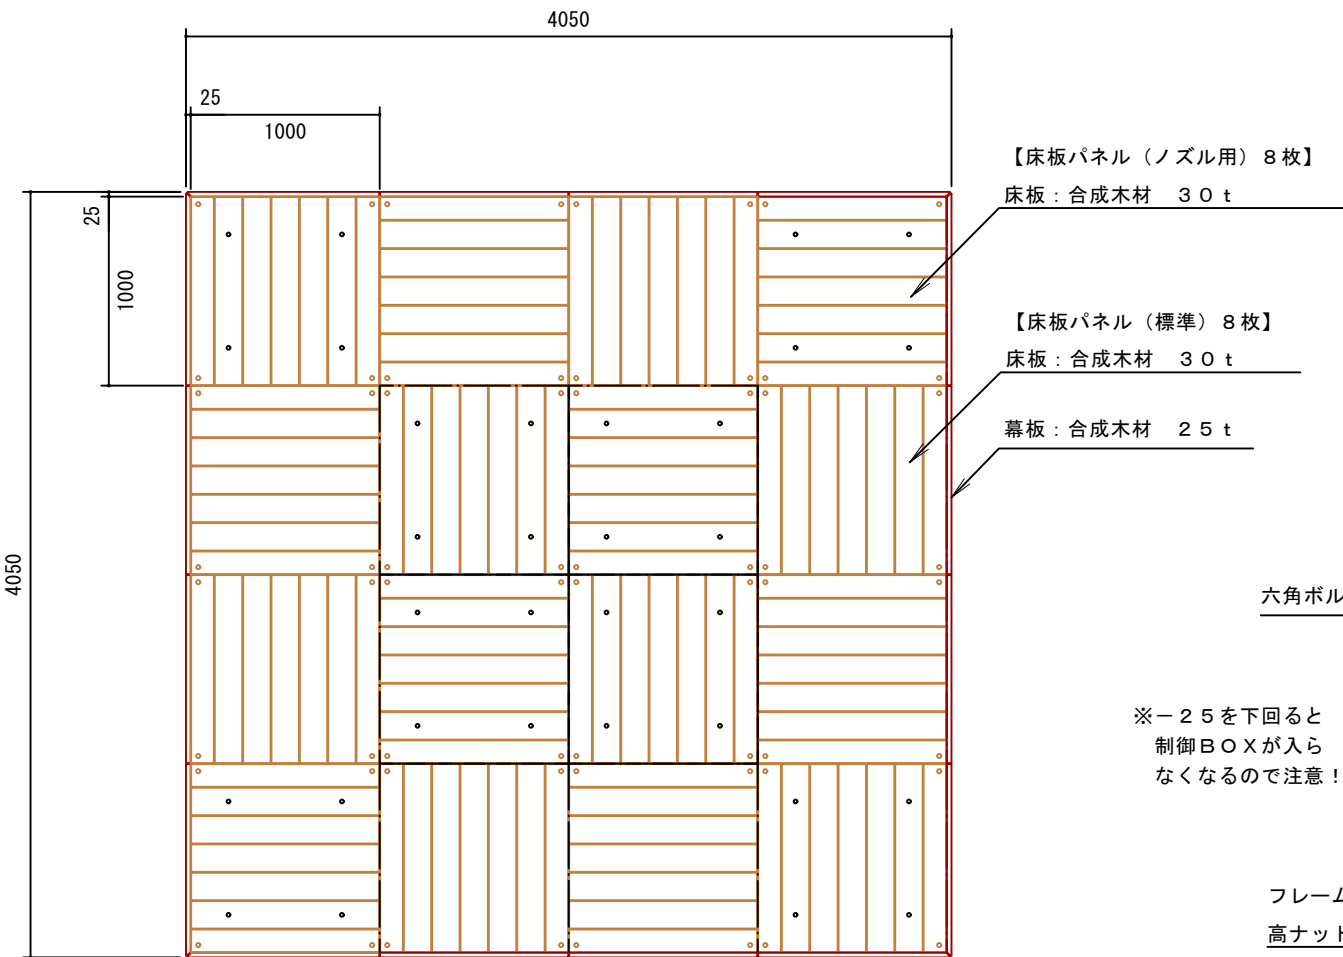 4050
25
1000
25
1000
4050
【床板パネル（ノズル用）８枚】
床板：合成木材　３０ｔ
【床板パネル（標準）８枚】
床板：合成木材　３０ｔ
幕板：合成木材　２５ｔ
六角ボル
※－２５を下回ると
制御ＢＯＸが入ら
なくなるので注意！
フレーム
高ナット